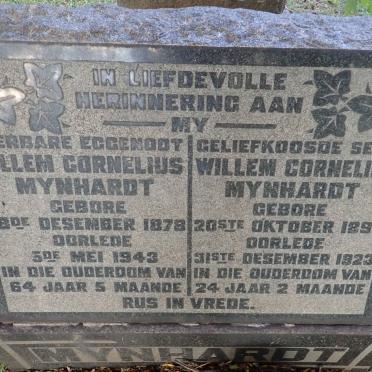 IN LIEFDEVOLLE
HERINNERING AAN
MY
EGGENOOT
CORNELIUS
MYNHARDT
GEBORE
DESEMBER 1878
OORLEDE
5DE MEI 1943
IN DIE OUDERDOM VAN
64 JAAR 5 MAANDE
GELIEFKOOSDE
WILLEM
MYNHARDT
GEBORE
20STE OKTOBER
OORLEDE
31STE DESEMBER 1923
IN DIE OUDERDOM VAN
24 JAAR 2 MAANDE
RUS IN VREDE.
MYNHARDT